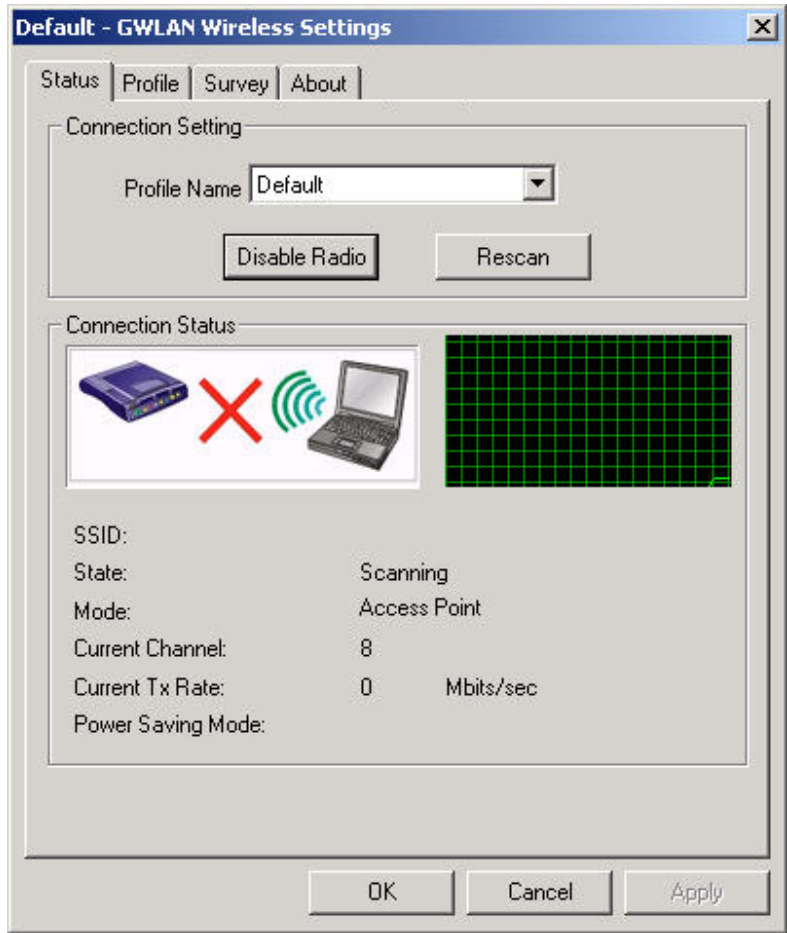 Default - GWLAN Wireless Settings
Status Profile Survey About
Connection Setting
Profile Name Default
Disable Radio Rescan
Connection Status
SSID:
State: Scanning
Mode: Access Point
Current Channel: 8
Current Tx Rate: 0 Mbits/sec
Power Saving Mode:
OK Cancel Apply